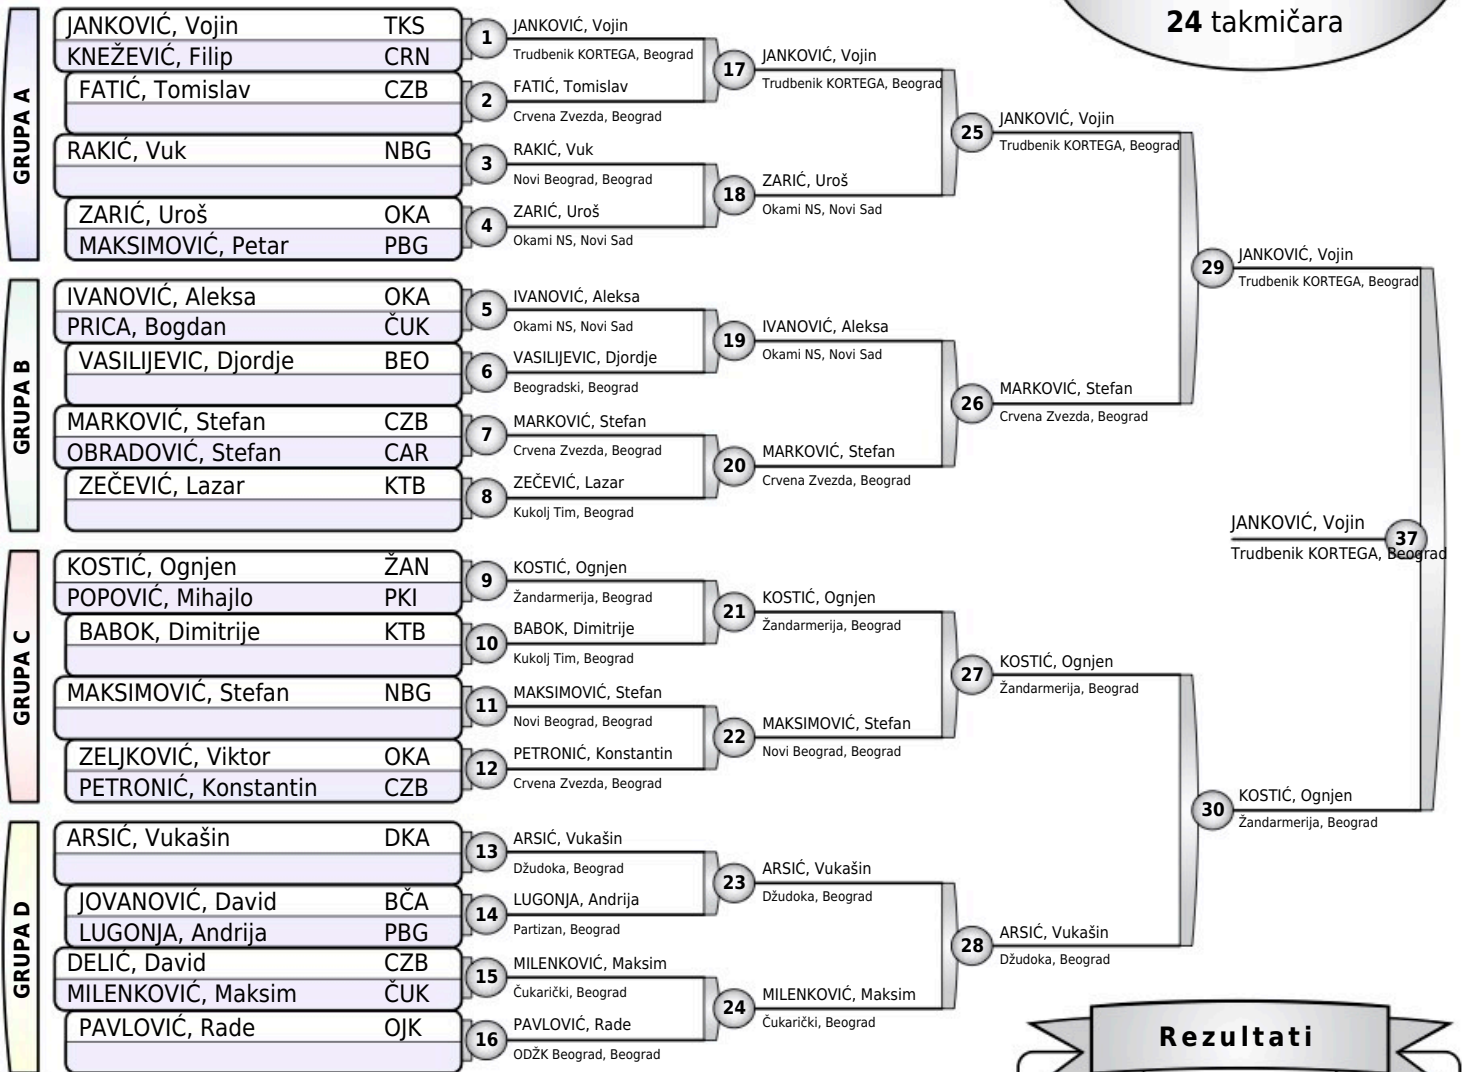 24 takmičara
GRUPA A
JANKOVIĆ, Vojin TKS
KNEŽEVIĆ, Filip CRN
FATIĆ, Tomislav CZB
RAKIĆ, Vuk NBG
ZARIĆ, Uroš OKA
MAKSIMOVIĆ, Petar PBG
GRUPA B
IVANOVIĆ, Aleksa OKA
PRICA, Bogdan ČUK
VASILIJEVIC, Djordje BEO
MARKOVIĆ, Stefan CZB
OBRADOVIĆ, Stefan CAR
ZEČEVIĆ, Lazar KTB
GRUPA C
KOSTIĆ, Ognjen ŽAN
POPOVIĆ, Mihajlo PKI
BABOK, Dimitrije KTB
MAKSIMOVIĆ, Stefan NBG
ZELJKOVIĆ, Viktor OKA
PETRONIĆ, Konstantin CZB
GRUPA D
ARSIĆ, Vukašin DKA
JOVANOVIĆ, David BČA
LUGONJA, Andrija PBG
DELIĆ, David CZB
MILENKOVIĆ, Maksim ČUK
PAVLOVIĆ, Rade OJK
1 JANKOVIĆ, Vojin
Trudbenik KORTEGA, Beograd
2 FATIĆ, Tomislav
Crvena Zvezda, Beograd
3 RAKIĆ, Vuk
Novi Beograd, Beograd
4 ZARIĆ, Uroš
Okami NS, Novi Sad
5 IVANOVIĆ, Aleksa
Okami NS, Novi Sad
6 VASILIJEVIC, Djordje
Beogradski, Beograd
7 MARKOVIĆ, Stefan
Crvena Zvezda, Beograd
8 ZEČEVIĆ, Lazar
Kukolj Tim, Beograd
9 KOSTIĆ, Ognjen
Žandarmerija, Beograd
10 BABOK, Dimitrije
Kukolj Tim, Beograd
11 MAKSIMOVIĆ, Stefan
Novi Beograd, Beograd
12 PETRONIĆ, Konstantin
Crvena Zvezda, Beograd
13 ARSIĆ, Vukašin
Džudoka, Beograd
14 LUGONJA, Andrija
Partizan, Beograd
15 MILENKOVIĆ, Maksim
Čukarički, Beograd
16 PAVLOVIĆ, Rade
ODŽK Beograd, Beograd
17 JANKOVIĆ, Vojin
Trudbenik KORTEGA, Beograd
18 ZARIĆ, Uroš
Okami NS, Novi Sad
19 IVANOVIĆ, Aleksa
Okami NS, Novi Sad
20 MARKOVIĆ, Stefan
Crvena Zvezda, Beograd
21 KOSTIĆ, Ognjen
Žandarmerija, Beograd
22 MAKSIMOVIĆ, Stefan
Novi Beograd, Beograd
23 ARSIĆ, Vukašin
Džudoka, Beograd
24 MILENKOVIĆ, Maksim
Čukarički, Beograd
25 JANKOVIĆ, Vojin
Trudbenik KORTEGA, Beograd
26 MARKOVIĆ, Stefan
Crvena Zvezda, Beograd
27 KOSTIĆ, Ognjen
Žandarmerija, Beograd
28 ARSIĆ, Vukašin
Džudoka, Beograd
29 JANKOVIĆ, Vojin
Trudbenik KORTEGA, Beograd
30 KOSTIĆ, Ognjen
Žandarmerija, Beograd
JANKOVIĆ, Vojin 37
Trudbenik KORTEGA, Beograd
Rezultati